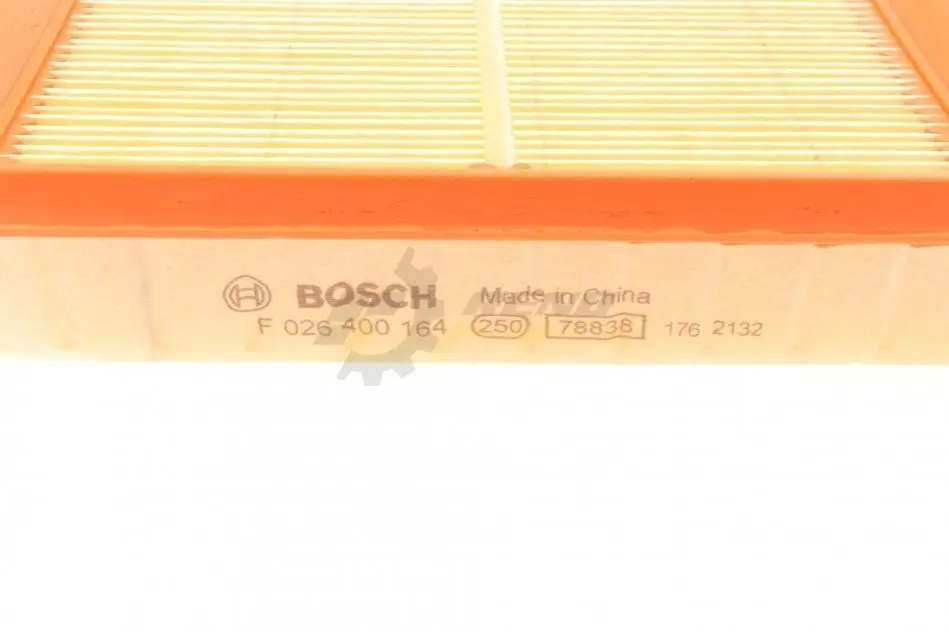 BOSCH Made in China
F 026 400 164 250 78838 176 2132